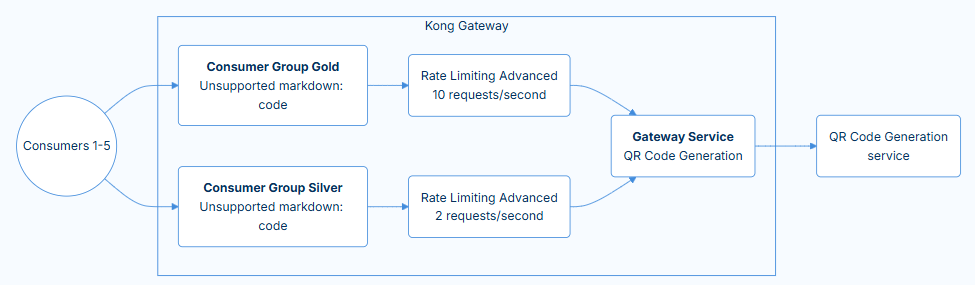 Kong Gateway
Consumers 1-5
Consumer Group Gold
Unsupported markdown:
code
Rate Limiting Advanced
10 requests/second
Consumer Group Silver
Unsupported markdown:
code
Rate Limiting Advanced
2 requests/second
Gateway Service
QR Code Generation
QR Code Generation
service